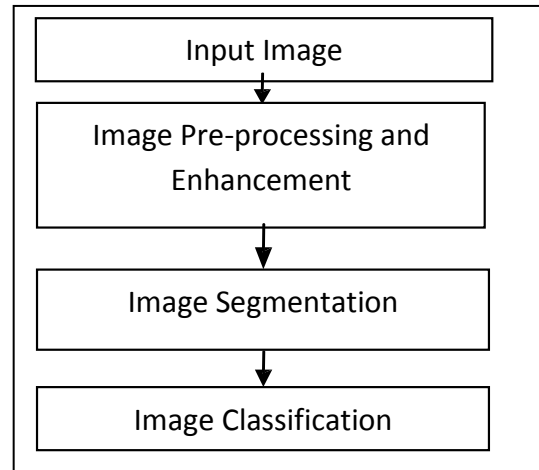 Input Image
Image Pre-processing and
Enhancement
Image Segmentation
Image Classification